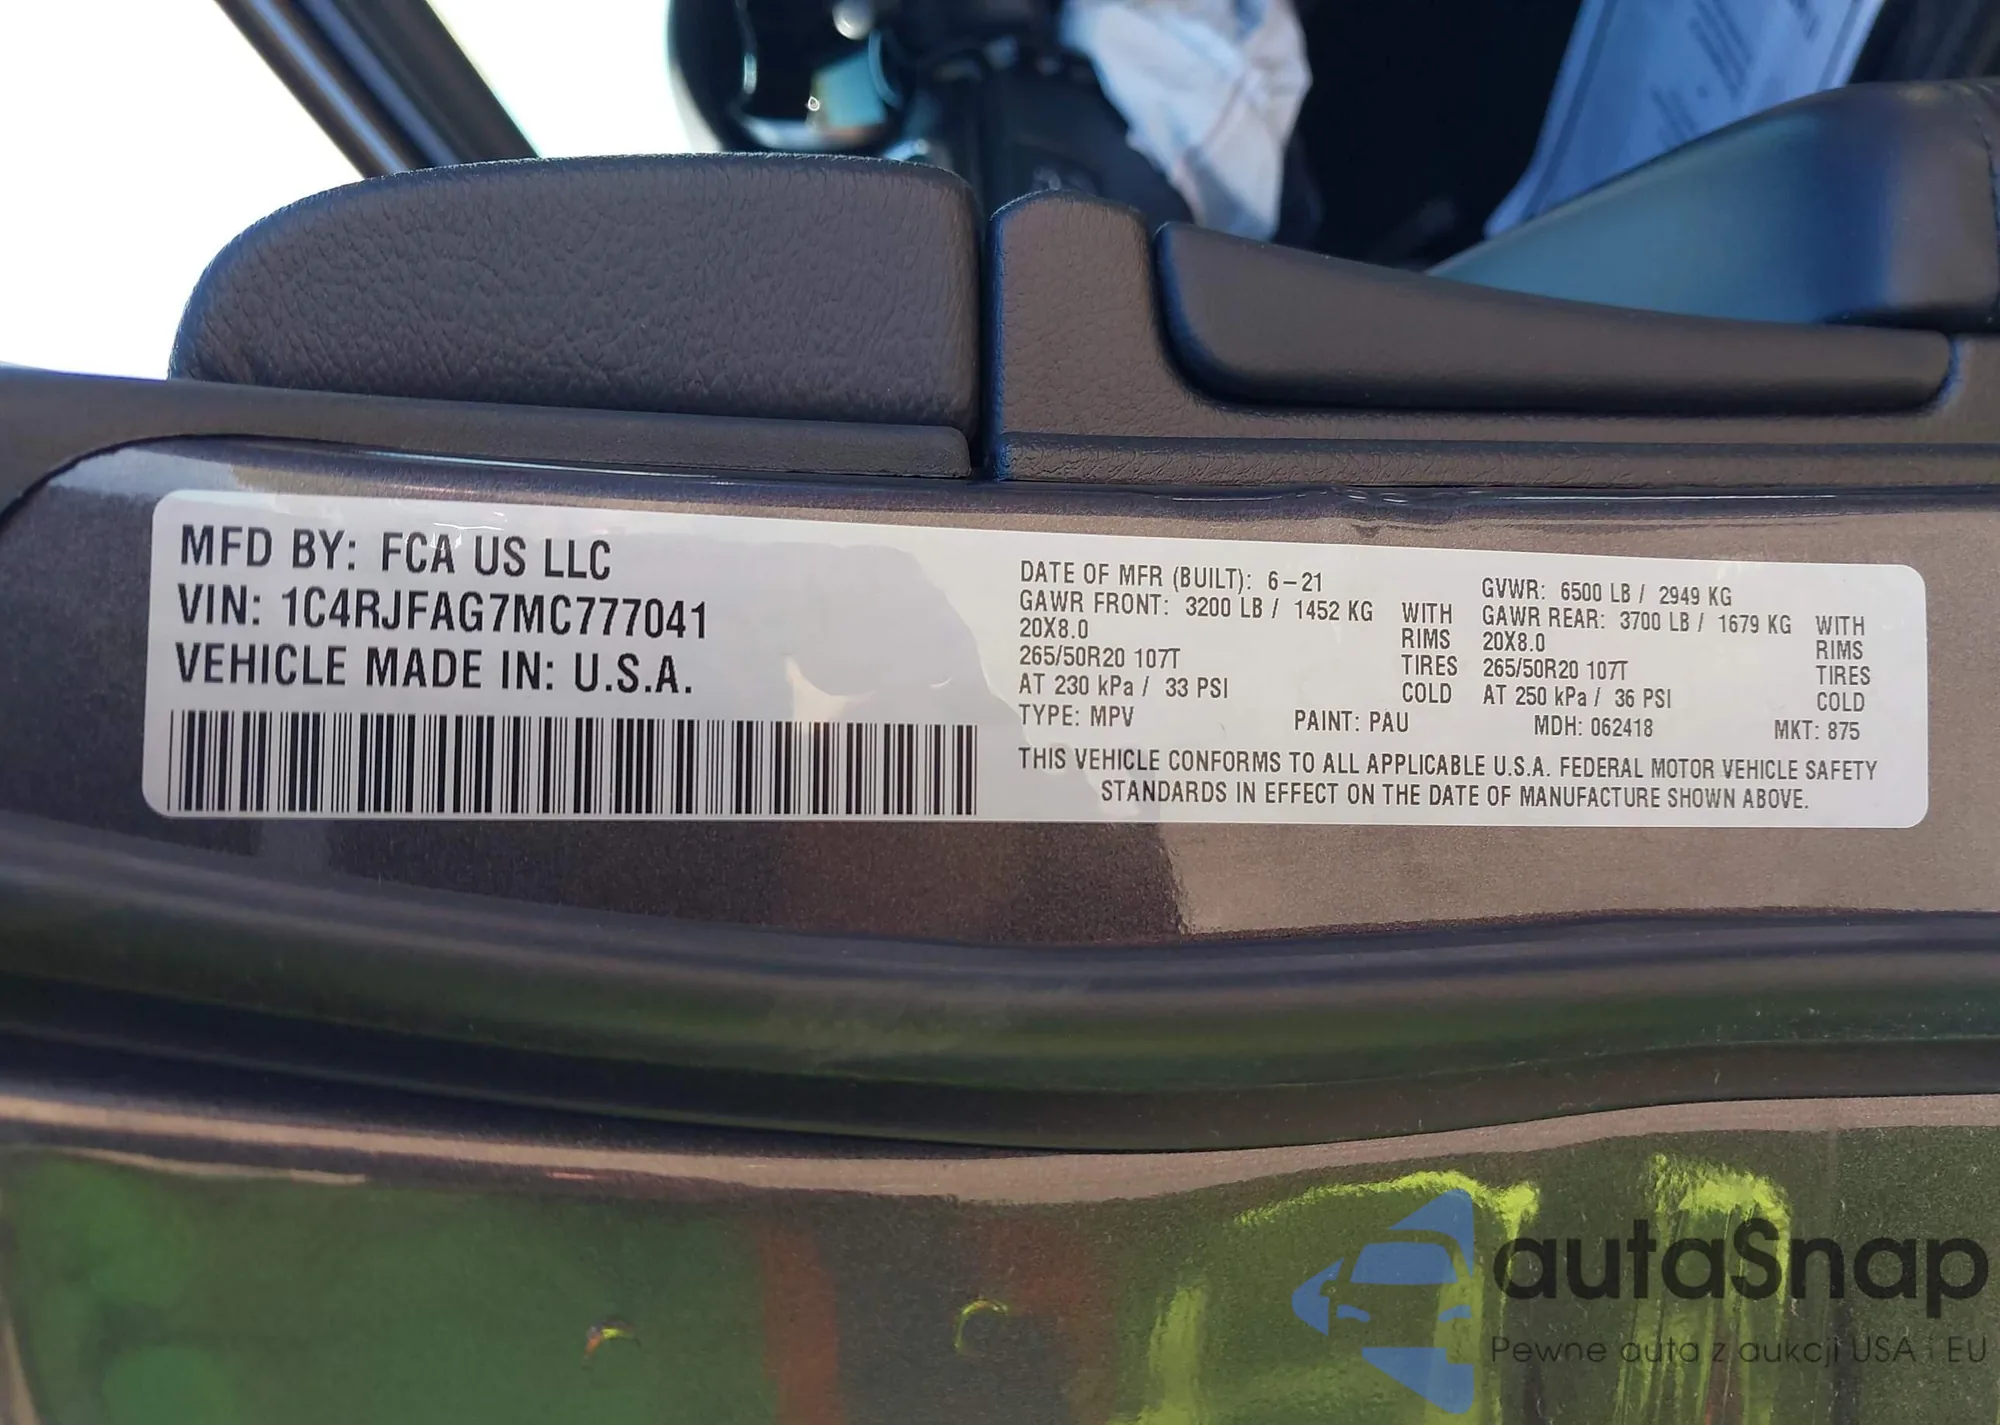 MFD BY: FCA US LLC
VIN: 1C4RJFAG7MC777041
VEHICLE MADE IN: U.S.A.
DATE OF MFR (BUILT): 6-21
GAWR FRONT: 3200 LB / 1452 KG WITH
20X8.0 RIMS
265/50R20 107T TIRES
AT 230 kPa / 33 PSI COLD
GVWR: 6500 LB / 2949 KG
GAWR REAR: 3700 LB / 1679 KG WITH
20X8.0 RIMS
265/50R20 107T TIRES
AT 250 kPa / 36 PSI COLD
TYPE: MPV PAINT: PAU MDH: 062418 MKT: 875
THIS VEHICLE CONFORMS TO ALL APPLICABLE U.S.A. FEDERAL MOTOR VEHICLE SAFETY
STANDARDS IN EFFECT ON THE DATE OF MANUFACTURE SHOWN ABOVE.
autaSnap
Pewne auta z aukcji USA i EU